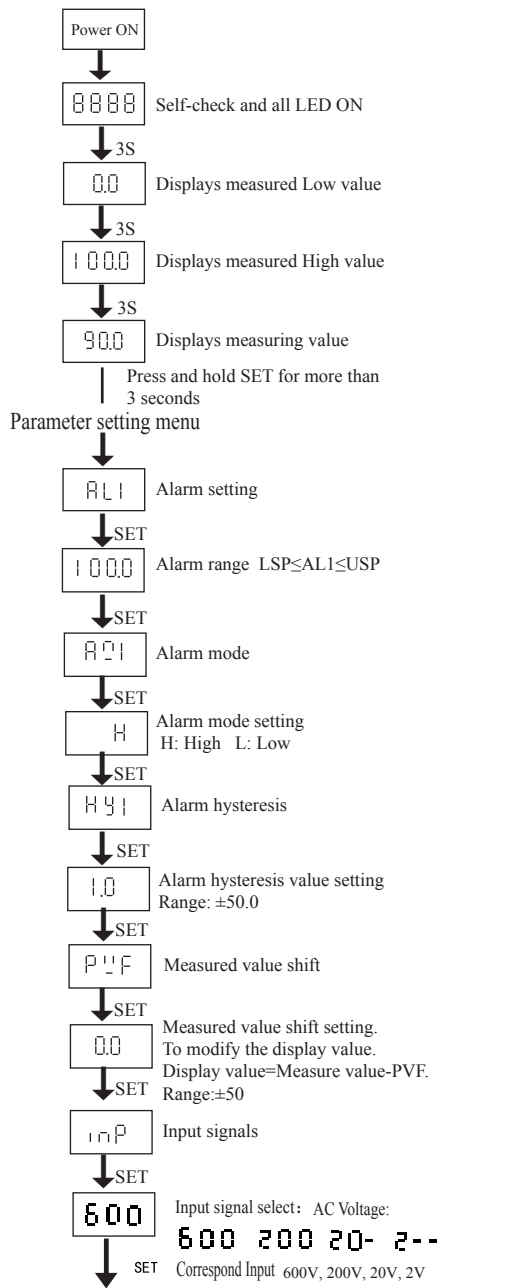 Power ON
8888
Self-check and all LED ON
3S
0.0
Displays measured Low value
3S
100.0
Displays measured High value
3S
90.0
Displays measuring value
Press and hold SET for more than
3 seconds
Parameter setting menu
AL1
Alarm setting
SET
100.0
Alarm range LSP≤AL1≤USP
SET
Alarm mode
SET
H
Alarm mode setting
H: High L: Low
SET
HY1
Alarm hysteresis
SET
1.0
Alarm hysteresis value setting
Range: ±50.0
SET
PVF
Measured value shift
SET
0.0
Measured value shift setting.
To modify the display value.
Display value=Measure value-PVF.
Range:±50
SET
inP
Input signals
SET
600
Input signal select: AC Voltage:
600 200 20- 2--
SET
Correspond Input 600V, 200V, 20V, 2V